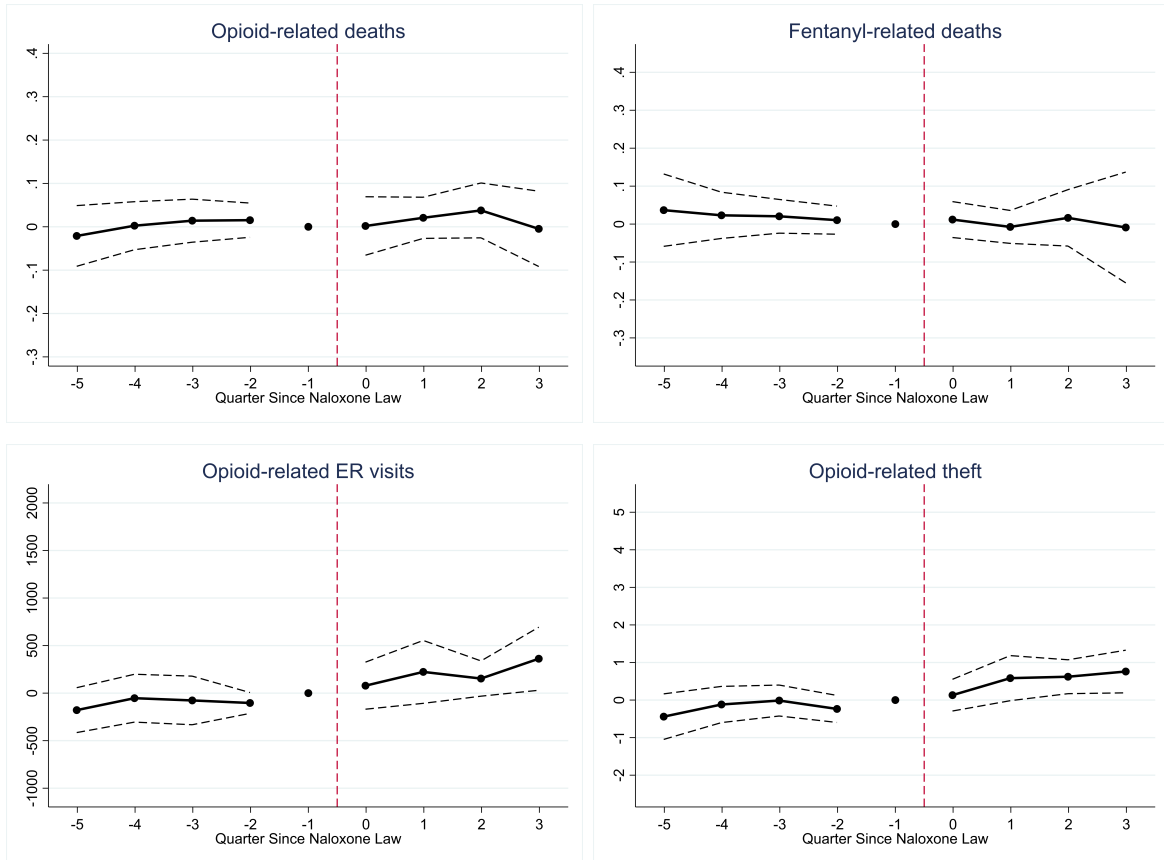 Opioid-related deaths
.4
.3
.2
.1
0
-.1
-.2
-.3
-5 -4 -3 -2 -1 0 1 2 3
Quarter Since Naloxone Law
Fentanyl-related deaths
.4
.3
.2
.1
0
-.1
-.2
-.3
-5 -4 -3 -2 -1 0 1 2 3
Quarter Since Naloxone Law
Opioid-related ER visits
2000
1500
1000
500
0
-500
-1000
-5 -4 -3 -2 -1 0 1 2 3
Quarter Since Naloxone Law
Opioid-related theft
5
4
3
2
1
0
-1
-2
-5 -4 -3 -2 -1 0 1 2 3
Quarter Since Naloxone Law